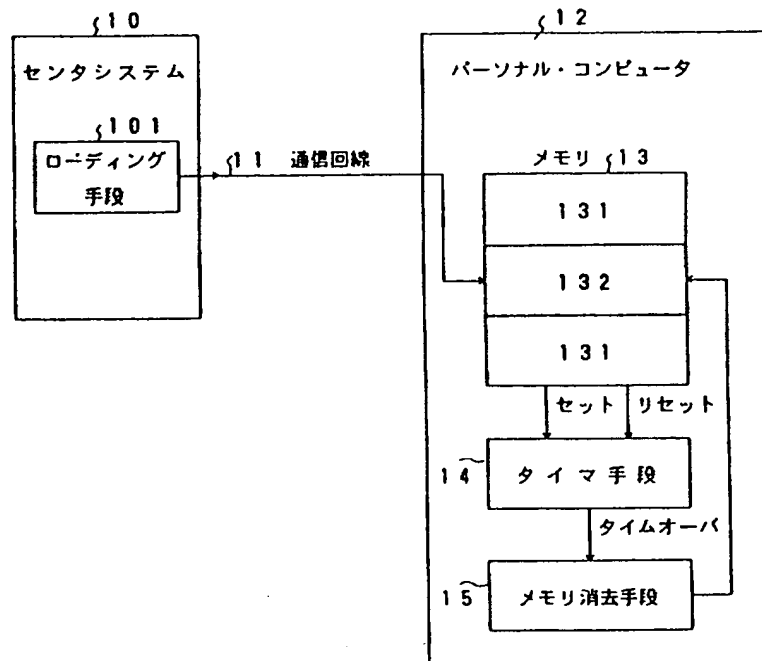 10
センタシステム
101
ローディング
手段
11 通信回線
12
パーソナル・コンピュータ
メモリ 13
131
132
131
セット リセット
14 タイマ手段
タイムオーバ
15 メモリ消去手段